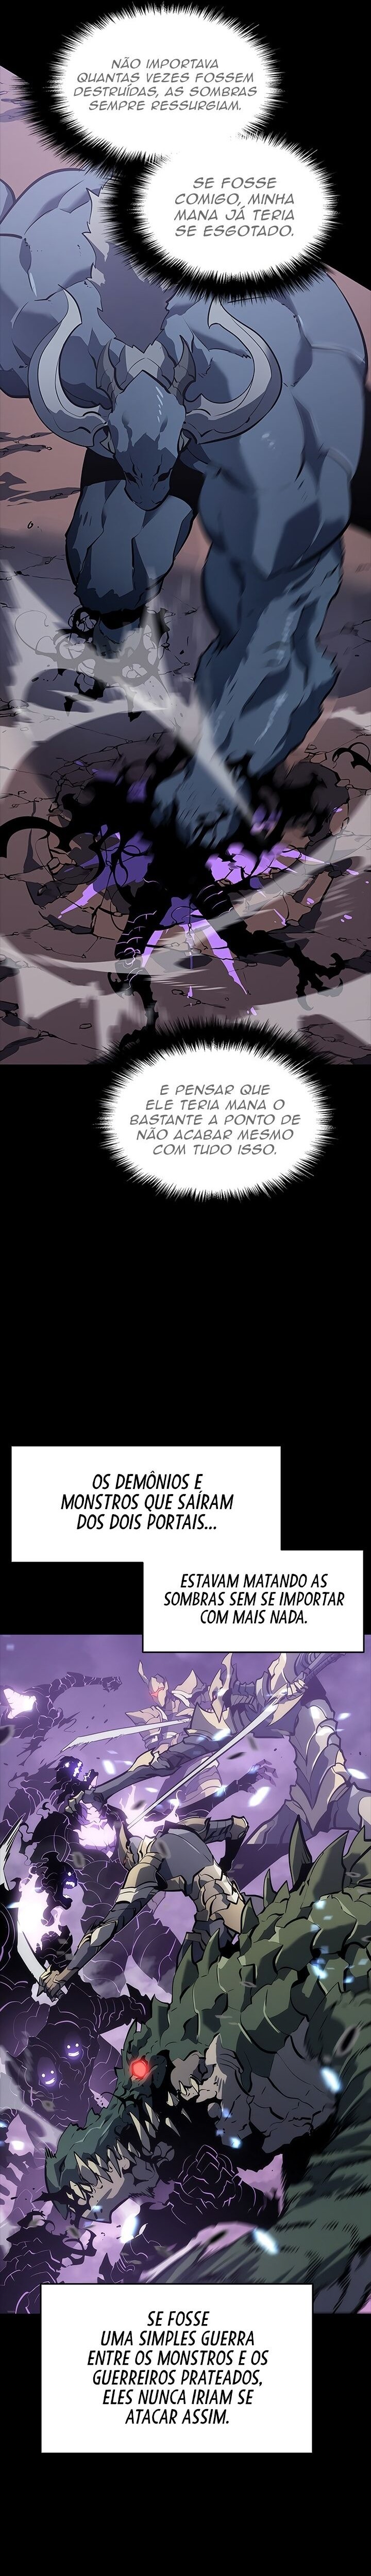 NÃO IMPORTAVA
QUANTAS VEZES FOSSEM
DESTRUÍDAS, AS SOMBRAS
SEMPRE RESSURGIAM.
SE FOSSE
COMIGO, MINHA
MANA JÁ TERIA
SE ESGOTADO.
E PENSAR QUE
ELE TERIA MANA O
BASTANTE A PONTO DE
NÃO ACABAR MESMO
COM TUDO ISSO.
OS DEMÔNIOS E
MONSTROS QUE SAÍRAM
DOS DOIS PORTAIS...
ESTAVAM MATANDO AS
SOMBRAS SEM SE IMPORTAR
COM MAIS NADA.
SE FOSSE
UMA SIMPLES GUERRA
ENTRE OS MONSTROS E OS
GUERREIROS PRATEADOS,
ELES NUNCA IRIAM SE
ATACAR ASSIM.